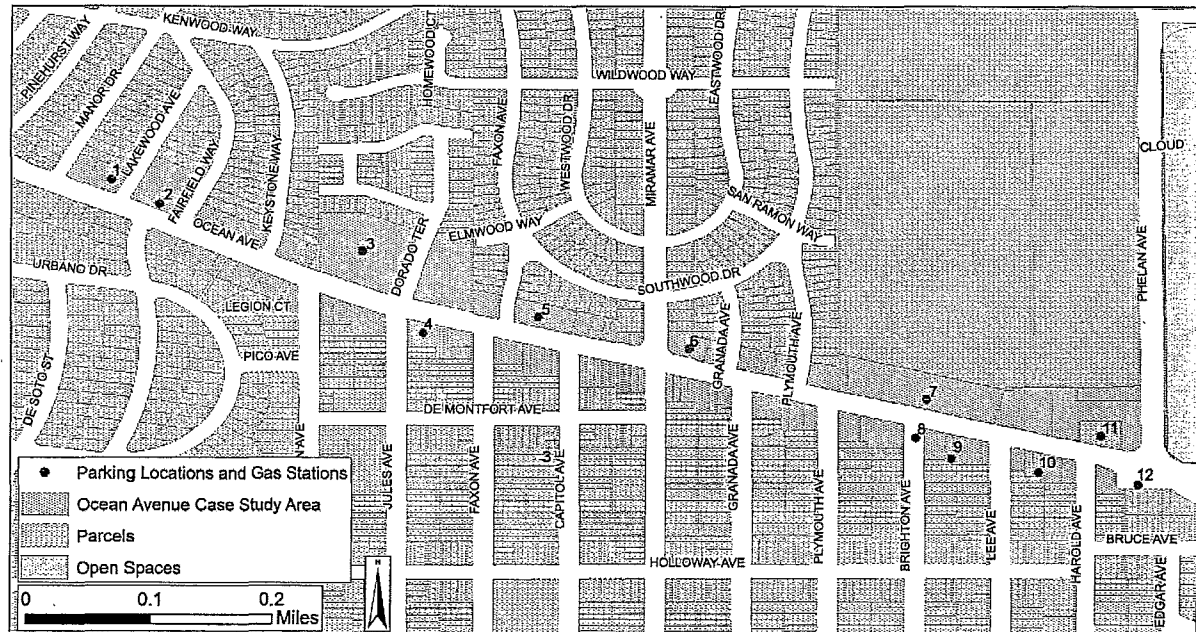 KENWOOD WAY
PINEHURST WAY
MANOR DR
LAKEWOOD AVE
FAIRFIELD WAY
KEYSTONE WAY
HOMEWOOD CT
WILDWOOD WAY
FAXON AVE
WESTWOOD DR
MIRAMAR AVE
EASTWOOD DR
SAN RAMON WAY
PHELAN AVE
CLOUD
1
2
3
4
5
6
7
8
9
10
11
12
OCEAN AVE
DORADO TER
ELMWOOD WAY
SOUTHWOOD DR
URBANO DR
LEGION CT
PICO AVE
DE SOTO ST
N AVE
JULES AVE
DE MONTFORT AVE
FAXON AVE
CAPITOL AVE
3
GRANADA AVE
GRANADA AVE
PLYMOUTH AVE
PLYMOUTH AVE
BRIGHTON AVE
LEE AVE
HAROLD AVE
BRUCE AVE
EDGAR AVE
HOLLOWAY AVE
Parking Locations and Gas Stations
Ocean Avenue Case Study Area
Parcels
Open Spaces
0 0.1 0.2
Miles
N